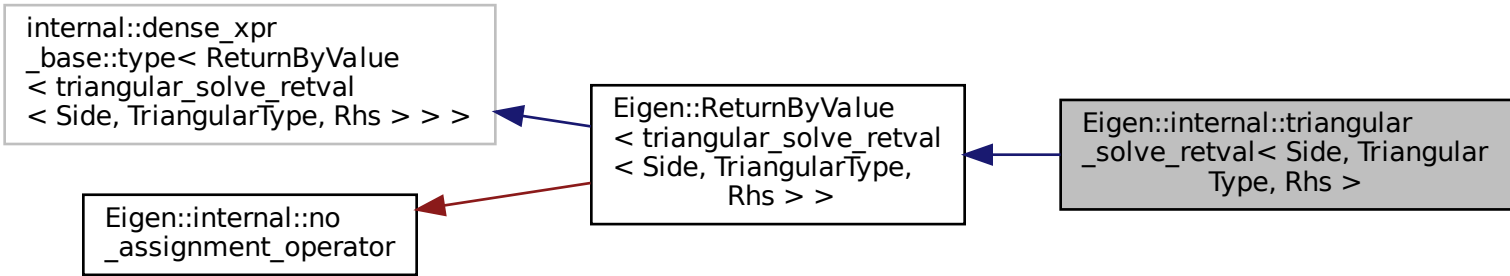 internal::dense_xpr
_base::type< ReturnByValue
< triangular_solve_retval
< Side, TriangularType, Rhs > > >
Eigen::internal::no
_assignment_operator
Eigen::ReturnByValue
< triangular_solve_retval
< Side, TriangularType,
Rhs > >
Eigen::internal::triangular
_solve_retval< Side, Triangular
Type, Rhs >